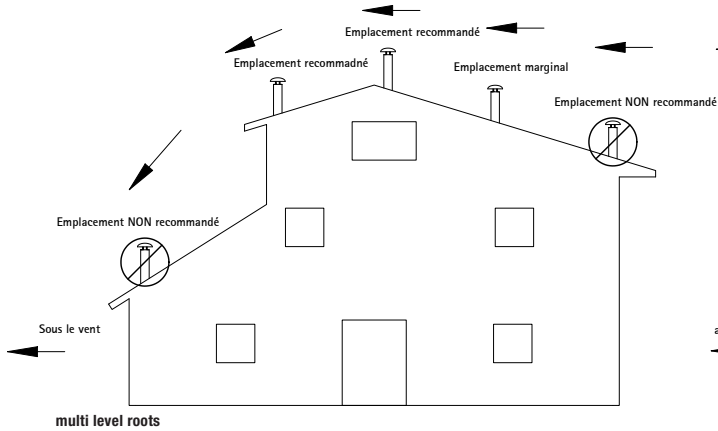 Emplacement recommandé
Emplacement recommadné
Emplacement marginal
Emplacement NON recommandé
Emplacement NON recommandé
Sous le vent
multi level roots